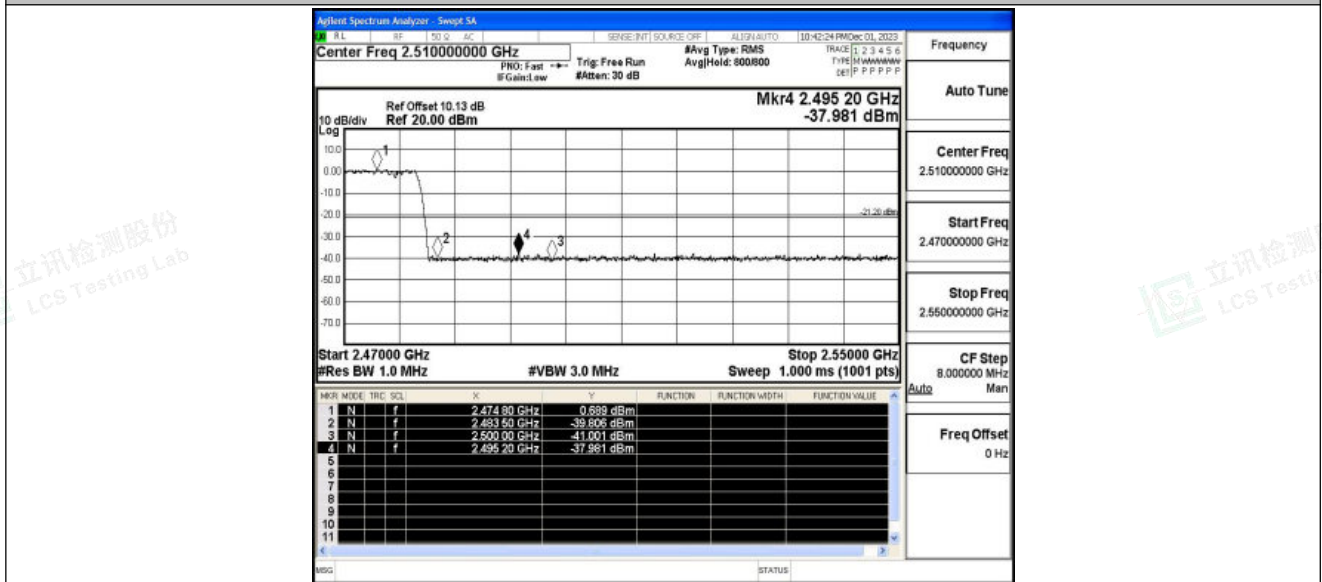 Agilent Spectrum Analyzer - Swept SA
RL RF 50 Ω AC SENSE:INT SOURCE OFF ALIGN AUTO 10:42:24 PM Dec 01, 2023
Center Freq 2.510000000 GHz
PNO: Fast
IFGain:Low
Trig: Free Run
#Atten: 30 dB
#Avg Type: RMS
Avg|Hold: 800/800
TRACE 1 2 3 4 5 6
TYPE M WWWWW
DET P P P P P P
Mkr4 2.495 20 GHz
-37.981 dBm
Ref Offset 10.13 dB
10 dB/div Ref 20.00 dBm
Log
10.0
0.00
-10.0
-20.0
-30.0
-40.0
-50.0
-60.0
-70.0
1
2
4
3
-21.20 dBm
Start 2.47000 GHz Stop 2.55000 GHz
#Res BW 1.0 MHz #VBW 3.0 MHz Sweep 1.000 ms (1001 pts)
MKR MODE TRC SCL X Y FUNCTION FUNCTION WIDTH FUNCTION VALUE
1 N f 2.474 80 GHz 0.689 dBm
2 N f 2.483 50 GHz -39.806 dBm
3 N f 2.500 00 GHz -41.001 dBm
4 N f 2.495 20 GHz -37.981 dBm
5
6
7
8
9
10
11
MSG STATUS
Frequency
Auto Tune
Center Freq
2.510000000 GHz
Start Freq
2.470000000 GHz
Stop Freq
2.550000000 GHz
CF Step
8.000000 MHz
Auto Man
Freq Offset
0 Hz
立讯检测股份
LCS Testing Lab
立讯检测
LCS Testi